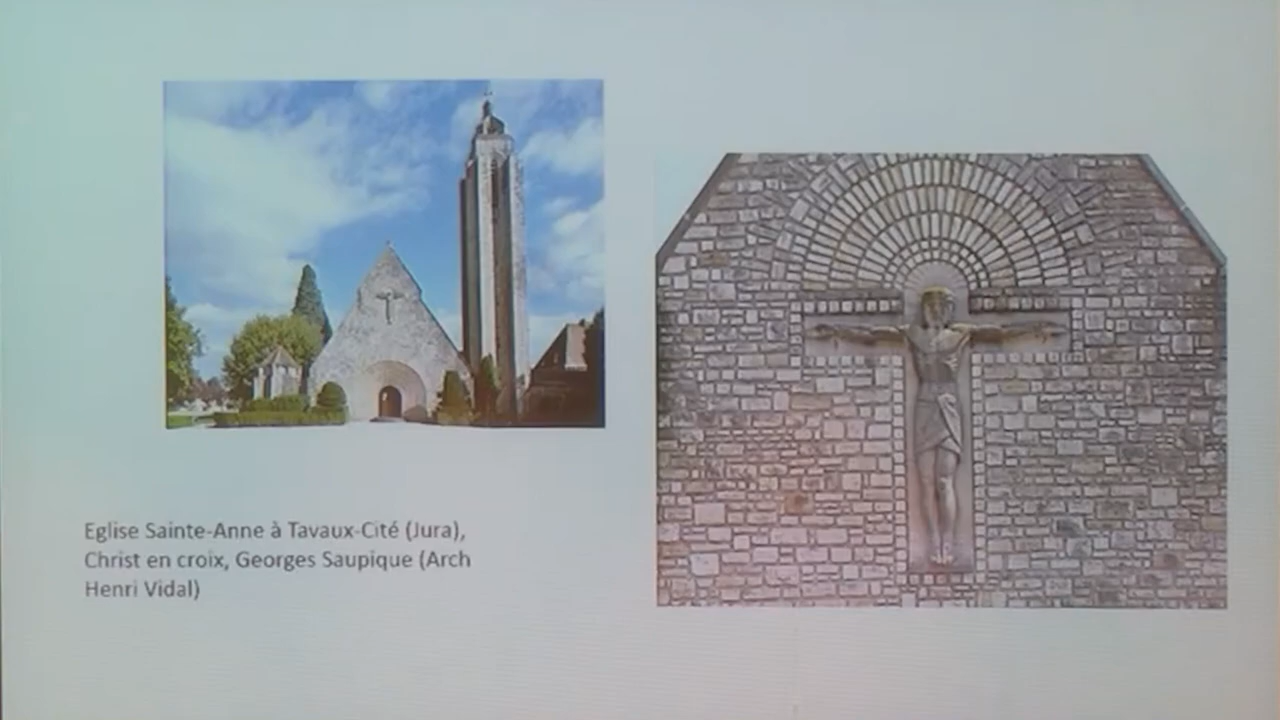 Eglise Sainte-Anne à Tavaux-Cité (Jura),
Christ en croix, Georges Saupique (Arch
Henri Vidal)